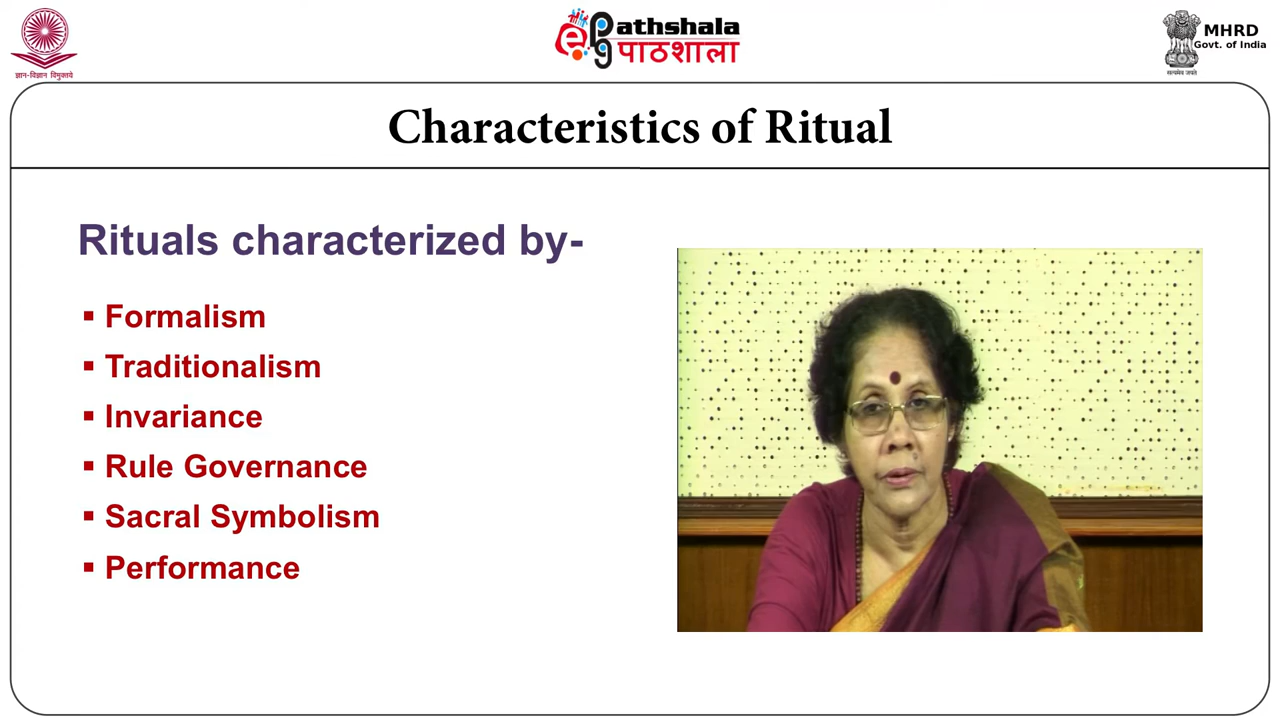 ज्ञान-विज्ञान विमुक्तये
ePathshala
पाठशाला
MHRD
Govt. of India
सत्यमेव जयते
Characteristics of Ritual
Rituals characterized by-
Formalism
Traditionalism
Invariance
Rule Governance
Sacral Symbolism
Performance